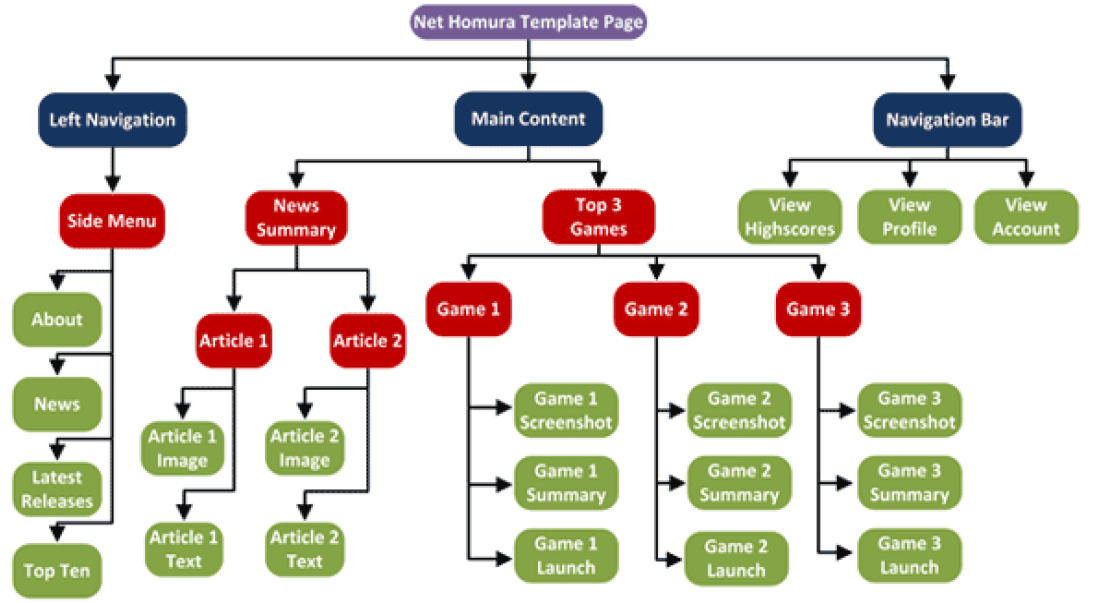 Net Homura Template Page
Left Navigation
Main Content
Navigation Bar
Side Menu
News
Summary
Top 3
Games
View
Highscores
View
Profile
View
Account
About
News
Latest
Releases
Top Ten
Article 1
Article 2
Article 1
Image
Article 2
Image
Article 1
Text
Article 2
Text
Game 1
Game 2
Game 3
Game 1
Screenshot
Game 2
Screenshot
Game 3
Screenshot
Game 1
Summary
Game 2
Summary
Game 3
Summary
Game 1
Launch
Game 2
Launch
Game 3
Launch